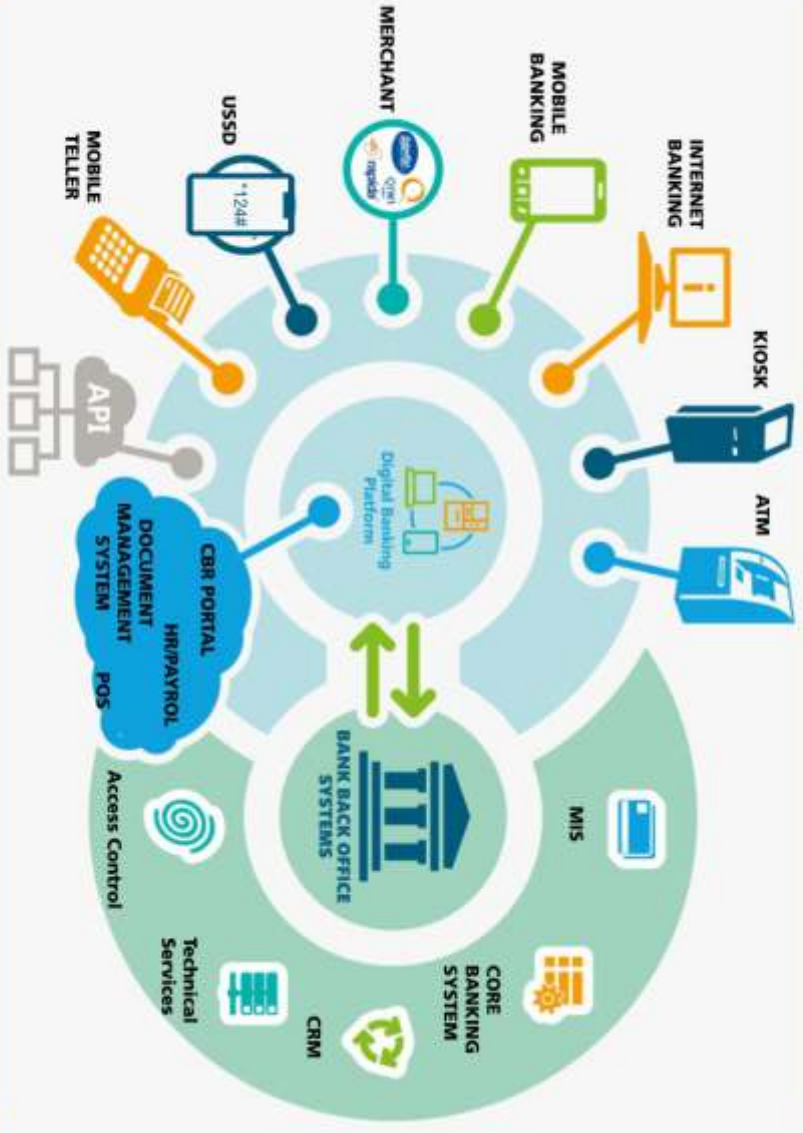 MOBILE
TELLER
USSD
*124#
MERCHANT
rapida
MOBILE
BANKING
INTERNET
BANKING
KIOSK
ATM
API
Digital Banking
Platform
CBR PORTAL
HR/PAYROL
DOCUMENT
MANAGEMENT
SYSTEM
POS
BANK BACK OFFICE
SYSTEMS
Access Control
Technical
Services
CRM
CORE
BANKING
SYSTEM
MIS